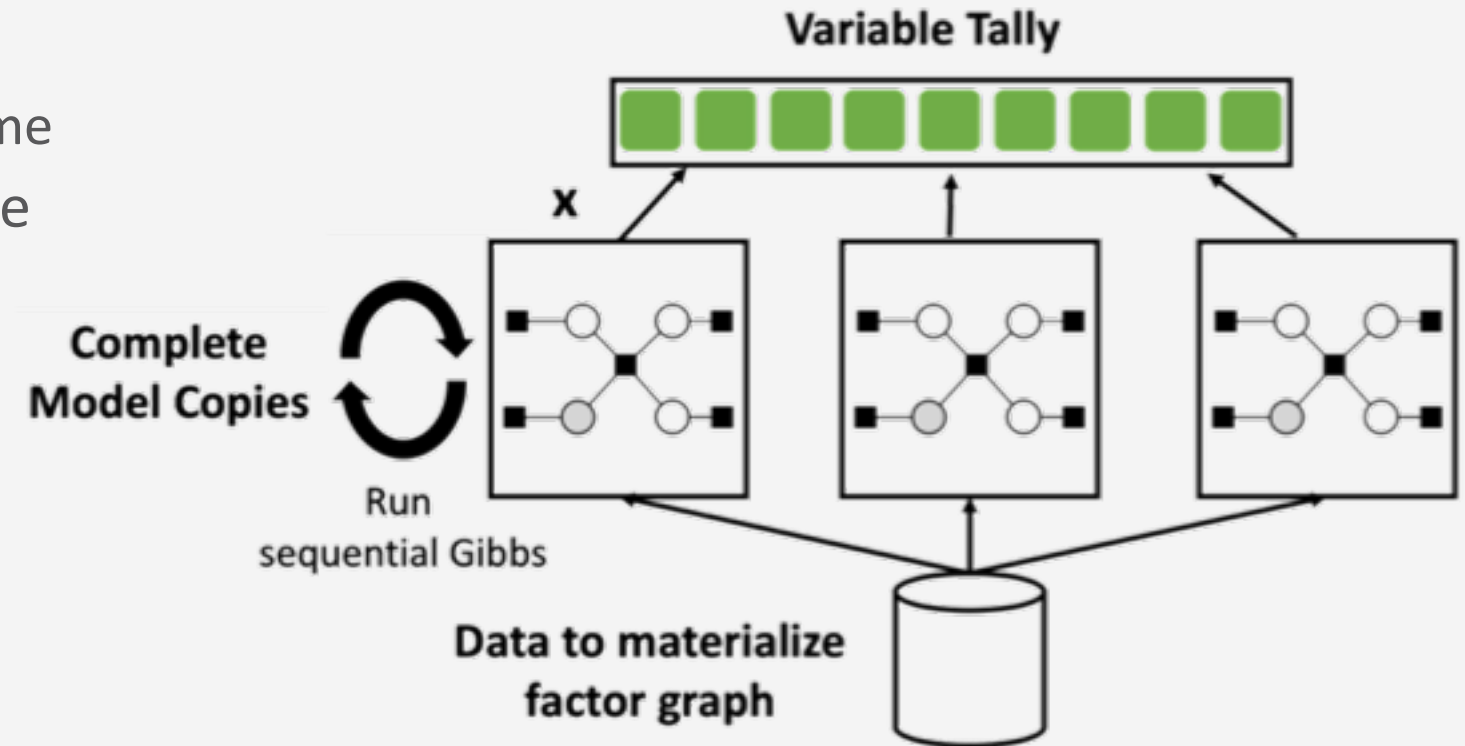 Variable Tally
me
e
x
Complete
Model Copies
Run
sequential Gibbs
Data to materialize
factor graph